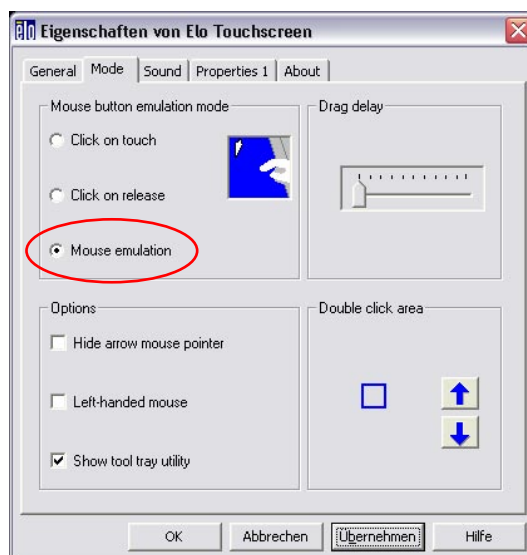 elo Eigenschaften von Elo Touchscreen
General Mode Sound Properties 1 About
Mouse button emulation mode
Click on touch
Click on release
Mouse emulation
Drag delay
Options
Hide arrow mouse pointer
Left-handed mouse
Show tool tray utility
Double click area
OK Abbrechen Übernehmen Hilfe